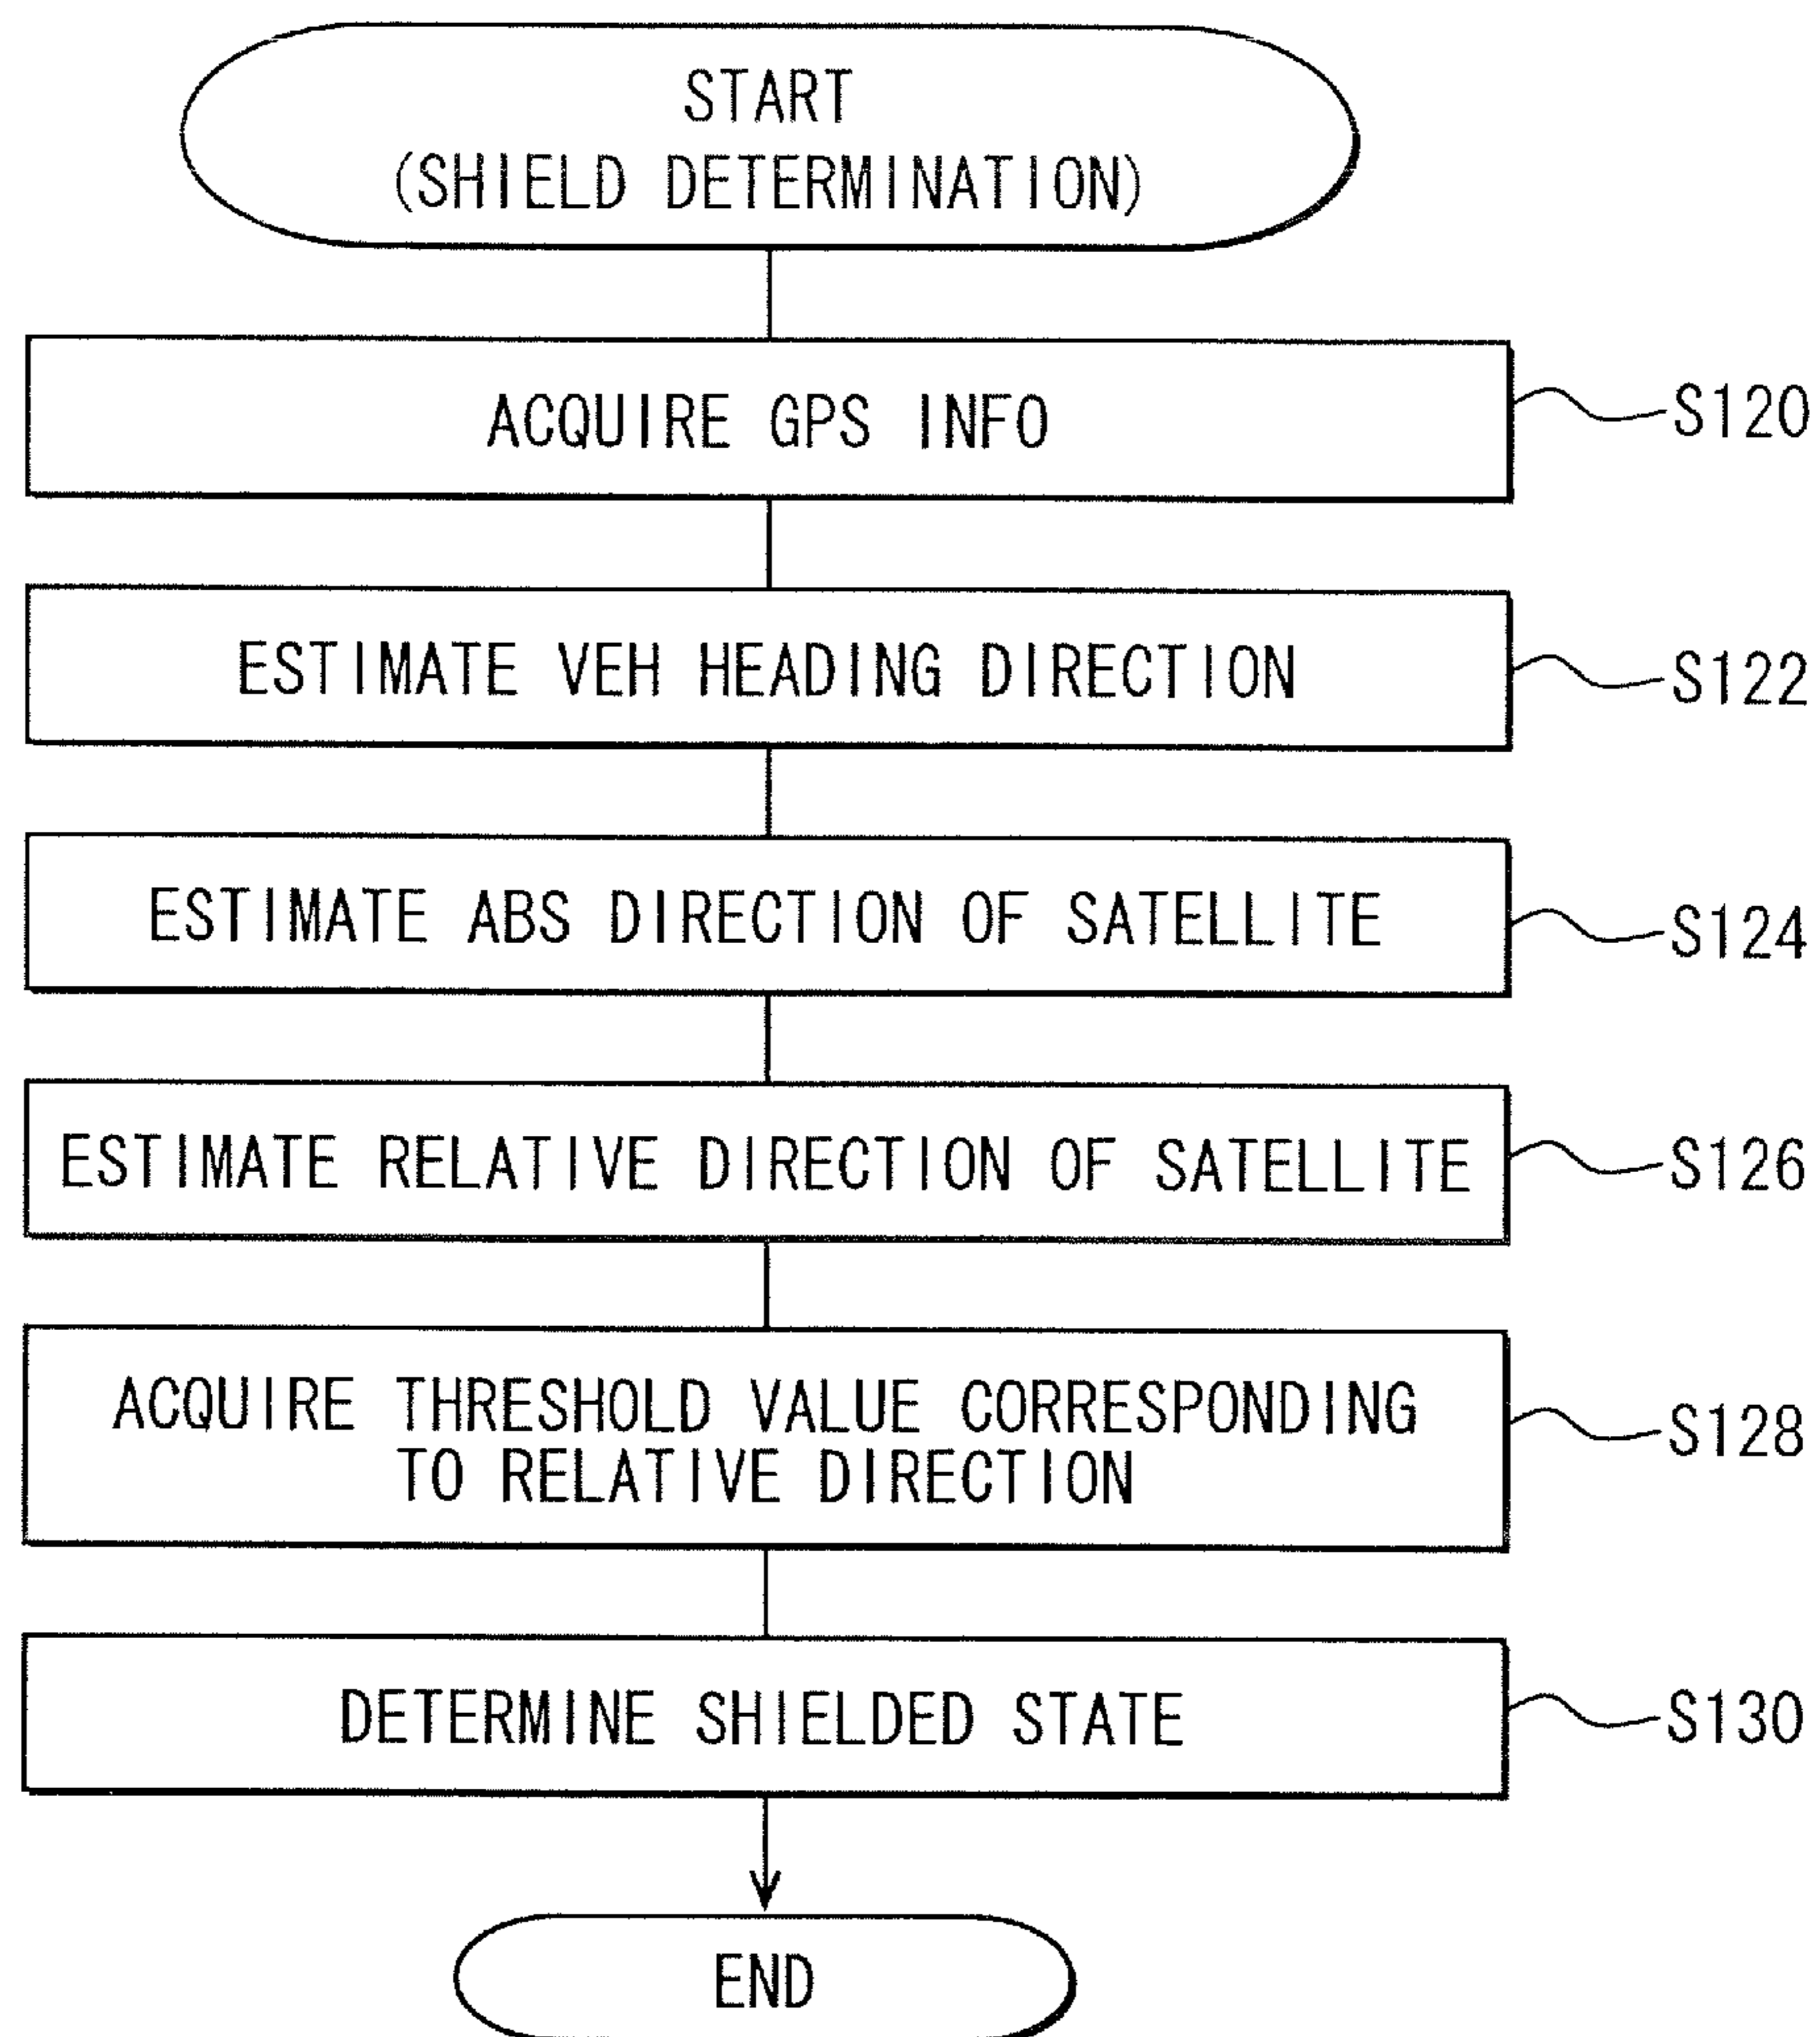 START
(SHIELD DETERMINATION)
ACQUIRE GPS INFO
S120
ESTIMATE VEH HEADING DIRECTION
S122
ESTIMATE ABS DIRECTION OF SATELLITE
S124
ESTIMATE RELATIVE DIRECTION OF SATELLITE
S126
ACQUIRE THRESHOLD VALUE CORRESPONDING
TO RELATIVE DIRECTION
S128
DETERMINE SHIELDED STATE
S130
END